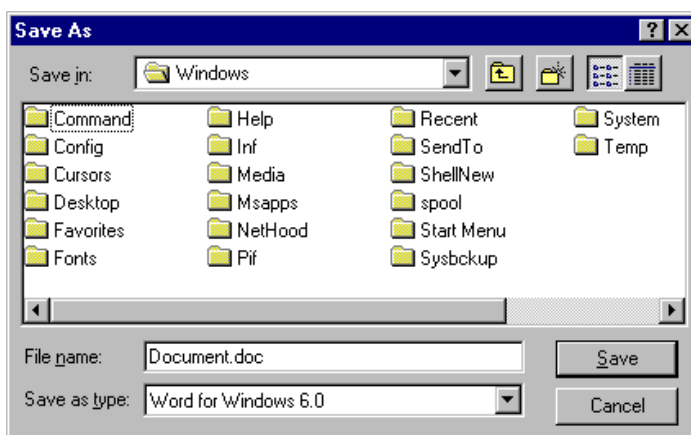 Save As
Save in: Windows
Command Help Recent System
Config Inf SendTo Temp
Cursors Media ShellNew
Desktop Msapps spool
Favorites NetHood Start Menu
Fonts Pif Sysbckup
File name: Document.doc Save
Save as type: Word for Windows 6.0 Cancel